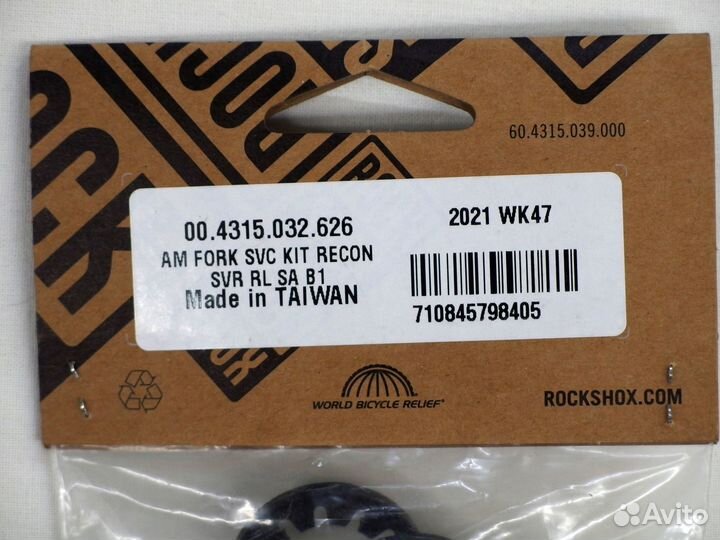 ROCK
60.4315.039.000
00.4315.032.626
AM FORK SVC KIT RECON
SVR RL SA B1
Made in TAIWAN
2021 WK47
710845798405
WORLD BICYCLE RELIEF
ROCKSHOX.COM
Avito